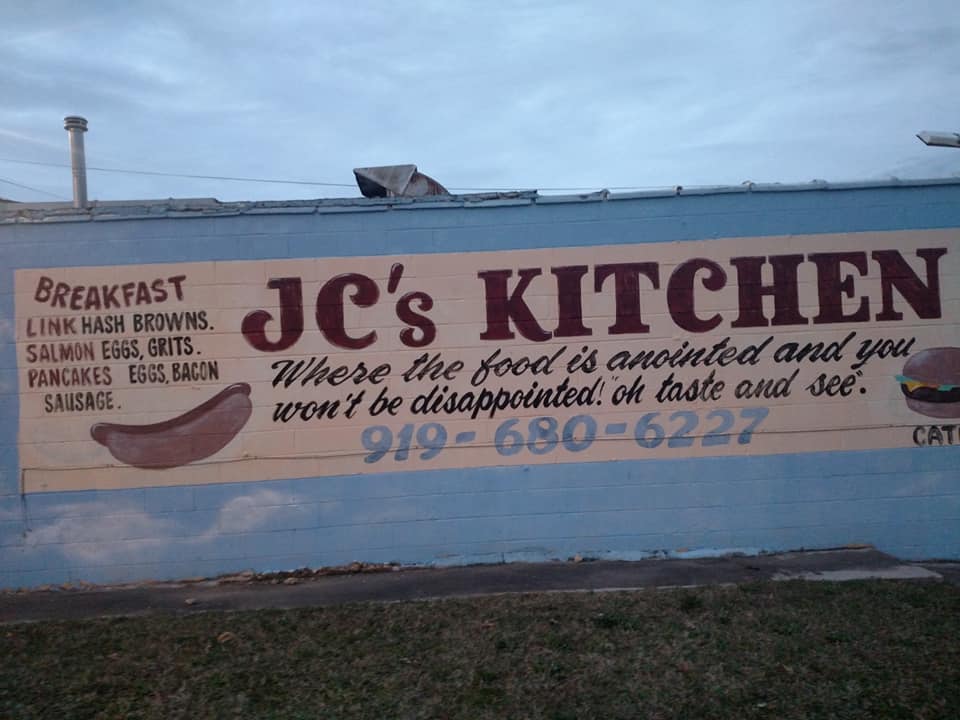 BREAKFAST
LINK HASH BROWNS.
SALMON EGGS, GRITS.
PANCAKES EGGS, BACON
SAUSAGE.
JC's KITCHEN
Where the food is anointed and you
won't be disappointed! "oh taste and see".
919-680-6227
CAT